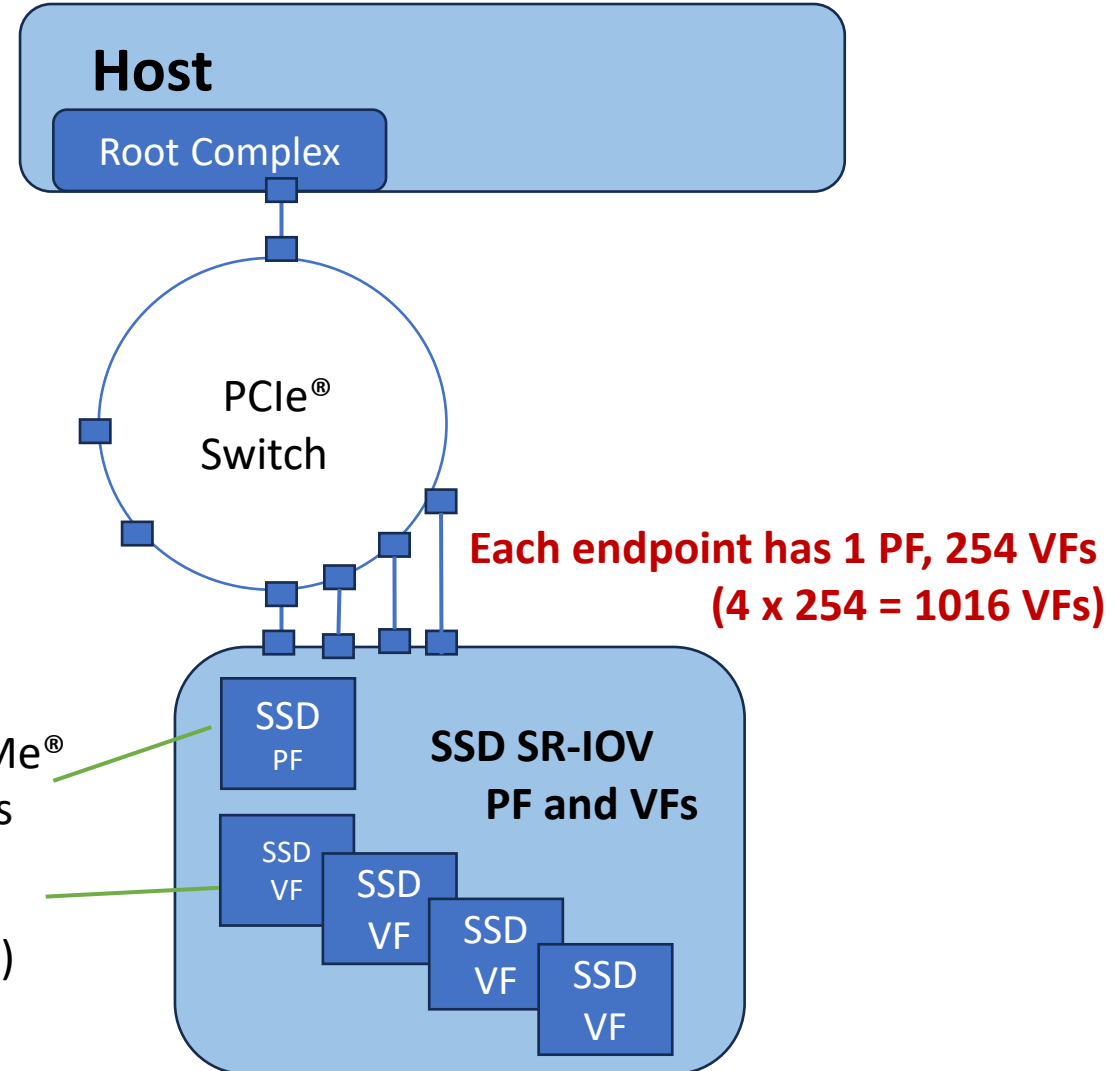 Host
Root Complex
PCIe®
Switch
Each endpoint has 1 PF, 254 VFs
(4 x 254 = 1016 VFs)
SSD
PF
SSD SR-IOV
PF and VFs
SSD
VF
SSD
VF
SSD
VF
SSD
VF
Me®
s
)